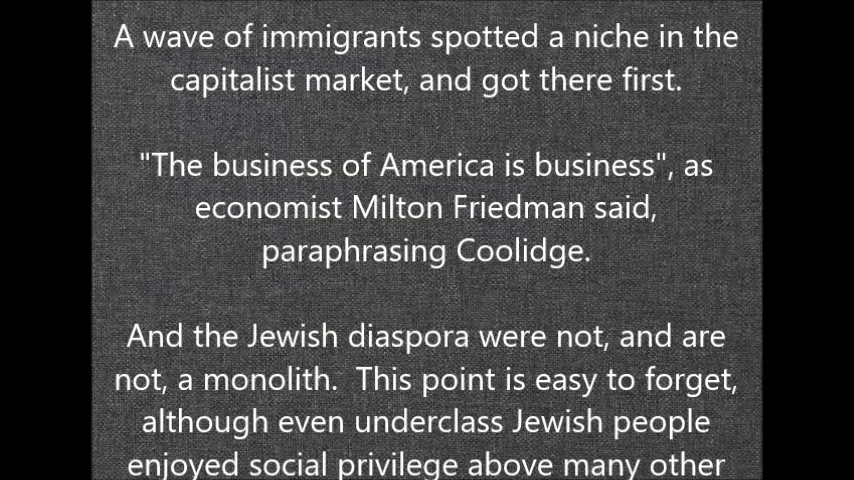 A wave of immigrants spotted a niche in the
capitalist market, and got there first.
"The business of America is business", as
economist Milton Friedman said,
paraphrasing Coolidge.
And the Jewish diaspora were not, and are
not, a monolith.  This point is easy to forget,
although even underclass Jewish people
enjoyed social privilege above many other